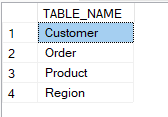 TABLE_NAME
1 Customer
2 Order
3 Product
4 Region